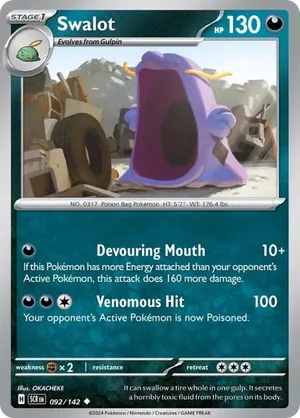 STAGE 1
Swalot
HP 130
Evolves from Gulpin
NO. 0317 Poison Bag Pokémon HT: 5'7" WT: 176.4 lbs
Devouring Mouth 10+
If this Pokémon has more Energy attached than your opponent's
Active Pokémon, this attack does 160 more damage.
Venomous Hit 100
Your opponent's Active Pokémon is now Poisoned.
weakness ×2 resistance retreat
Illus. OKACHEKE
H SCR EN 092/142
It can swallow a tire whole in one gulp. It secretes
a horribly toxic fluid from the pores on its body.
©2024 Pokémon / Nintendo / Creatures / GAME FREAK